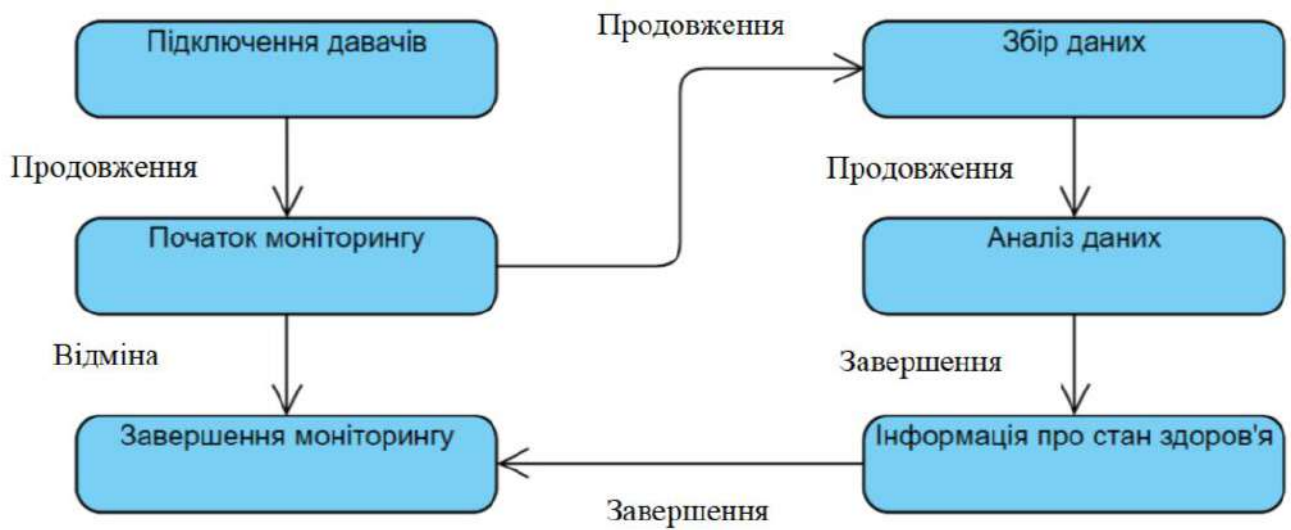 Підключення давачів
Продовження
Збір даних
Продовження
Продовження
Початок моніторингу
Аналіз даних
Відміна
Завершення
Завершення моніторингу
Інформація про стан здоров'я
Завершення